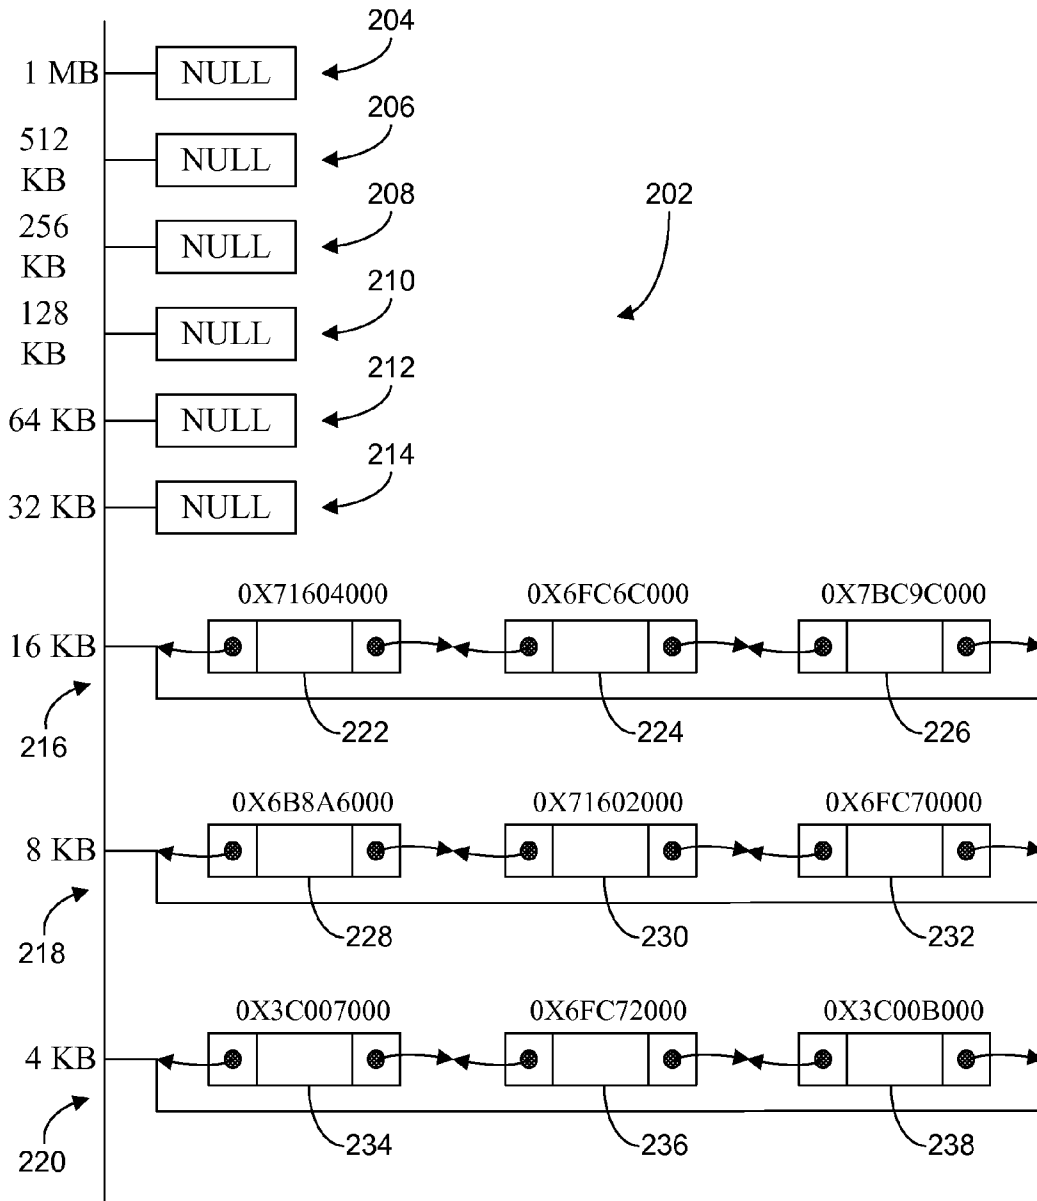 204
1 MB NULL
206
512
KB NULL
208
202
256
KB NULL
210
128
KB NULL
212
64 KB NULL
214
32 KB NULL
0X71604000 0X6FC6C000 0X7BC9C000
16 KB
216 222 224 226
0X6B8A6000 0X71602000 0X6FC70000
8 KB
218 228 230 232
0X3C007000 0X6FC72000 0X3C00B000
4 KB
220 234 236 238